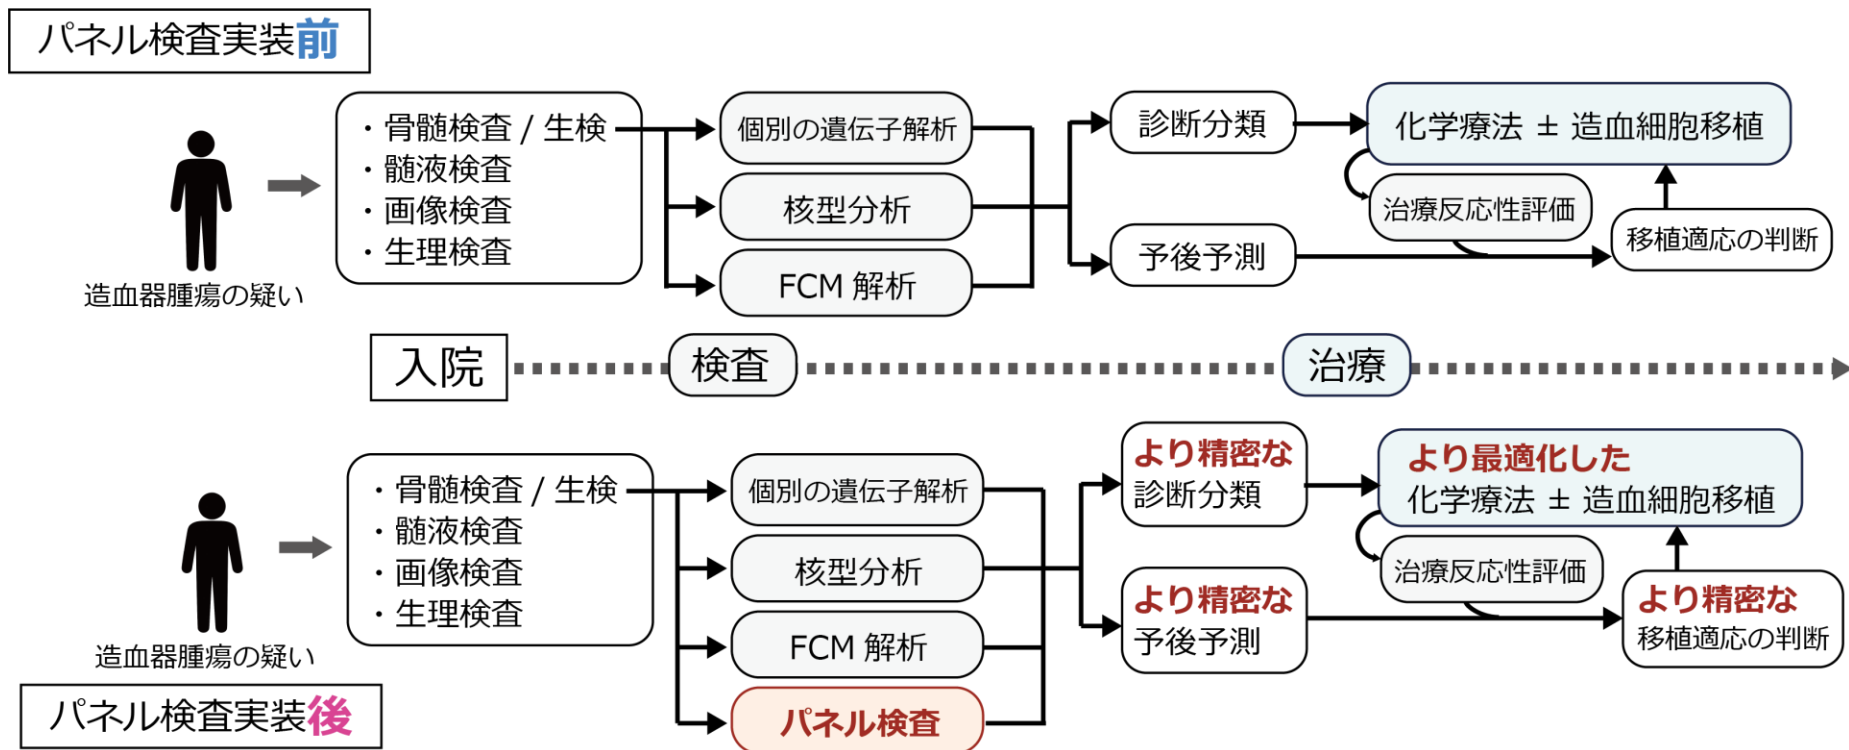 パネル検査実装前
・骨髄検査 / 生検
・髄液検査
・画像検査
・生理検査
造血器腫瘍の疑い
個別の遺伝子解析
核型分析
FCM 解析
診断分類
予後予測
化学療法 ± 造血細胞移植
治療反応性評価
移植適応の判断
入院
検査
治療
・骨髄検査 / 生検
・髄液検査
・画像検査
・生理検査
造血器腫瘍の疑い
パネル検査実装後
個別の遺伝子解析
核型分析
FCM 解析
パネル検査
より精密な
診断分類
より精密な
予後予測
より最適化した
化学療法 ± 造血細胞移植
治療反応性評価
より精密な
移植適応の判断